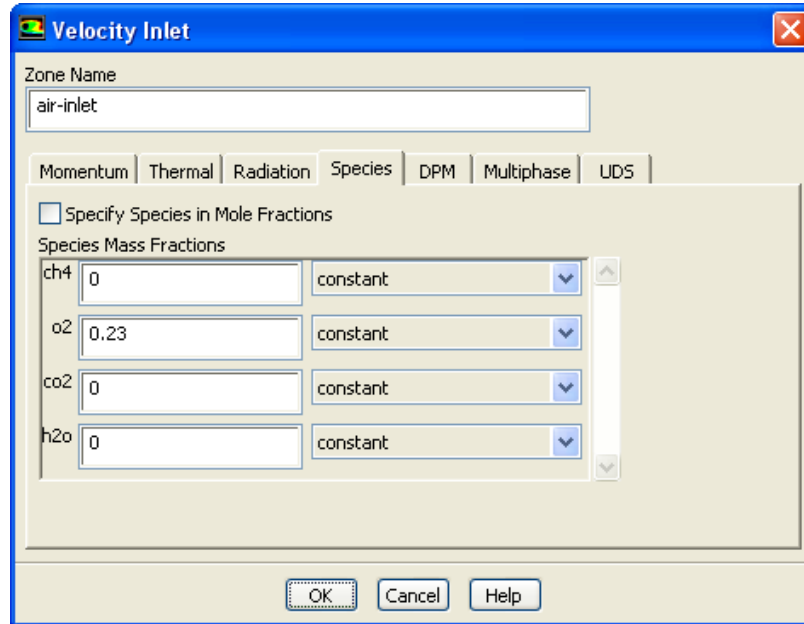 Velocity Inlet
Zone Name
air-inlet
Momentum Thermal Radiation Species DPM Multiphase UDS
Specify Species in Mole Fractions
Species Mass Fractions
ch4 0 constant
o2 0.23 constant
co2 0 constant
h2o 0 constant
OK Cancel Help